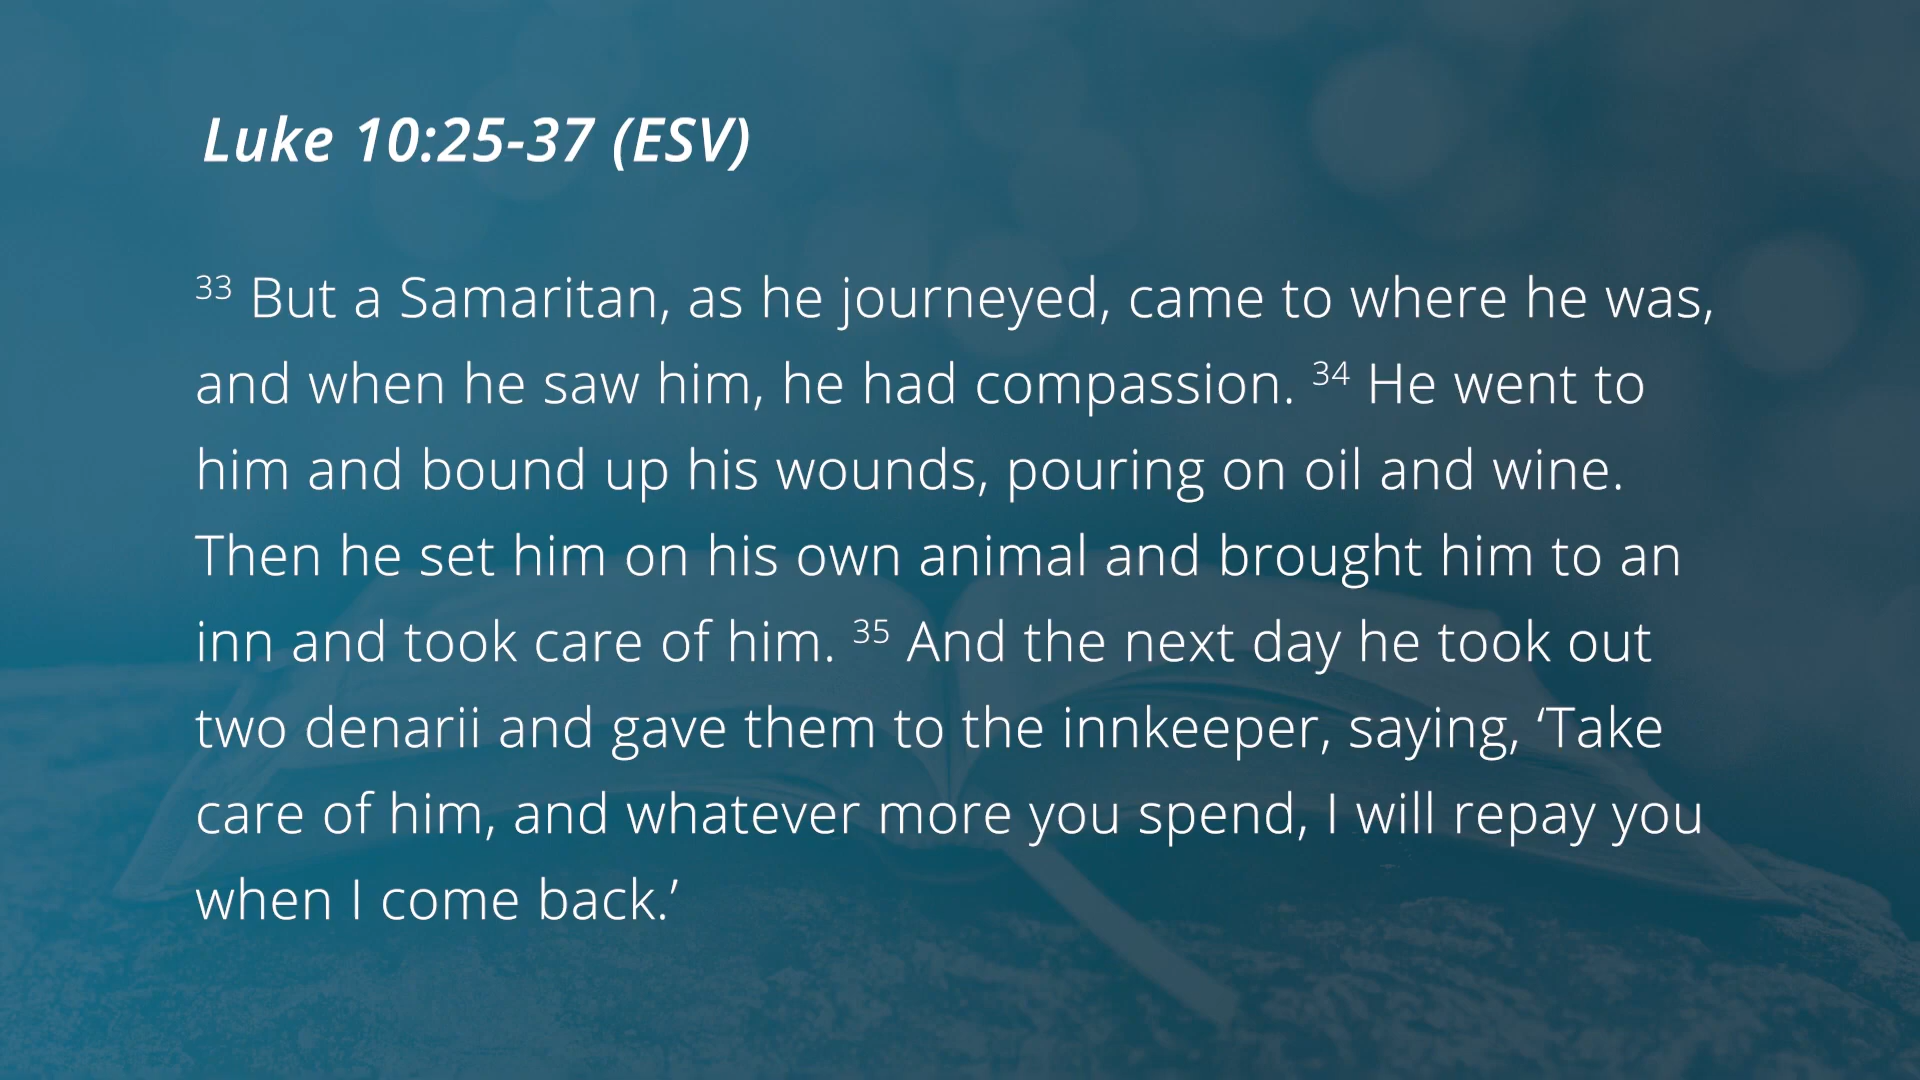 Luke 10:25-37 (ESV)
33 But a Samaritan, as he journeyed, came to where he was,
and when he saw him, he had compassion. 34 He went to
him and bound up his wounds, pouring on oil and wine.
Then he set him on his own animal and brought him to an
inn and took care of him. 35 And the next day he took out
two denarii and gave them to the innkeeper, saying, ‘Take
care of him, and whatever more you spend, I will repay you
when I come back.’